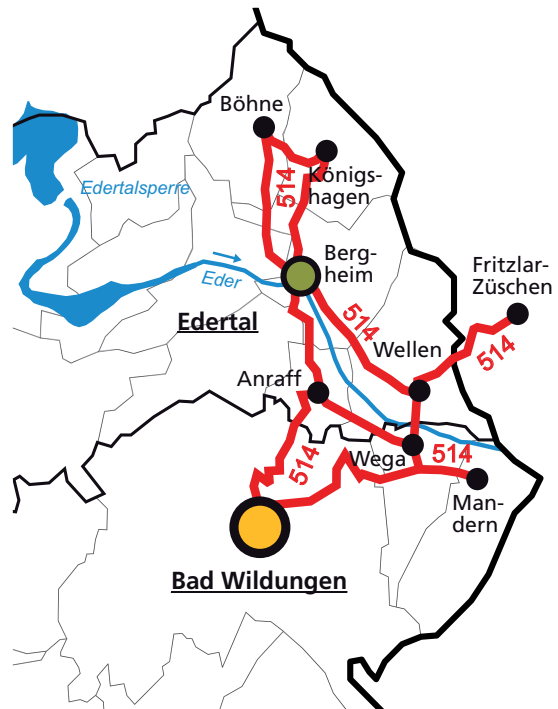 Böhne
Königs-
hagen
514
Edertalsperre
Berg-
heim
Eder
Fritzlar-
Züschen
Edertal
514
Wellen
514
Anraff
Wega
514
514
Man-
dern
Bad Wildungen